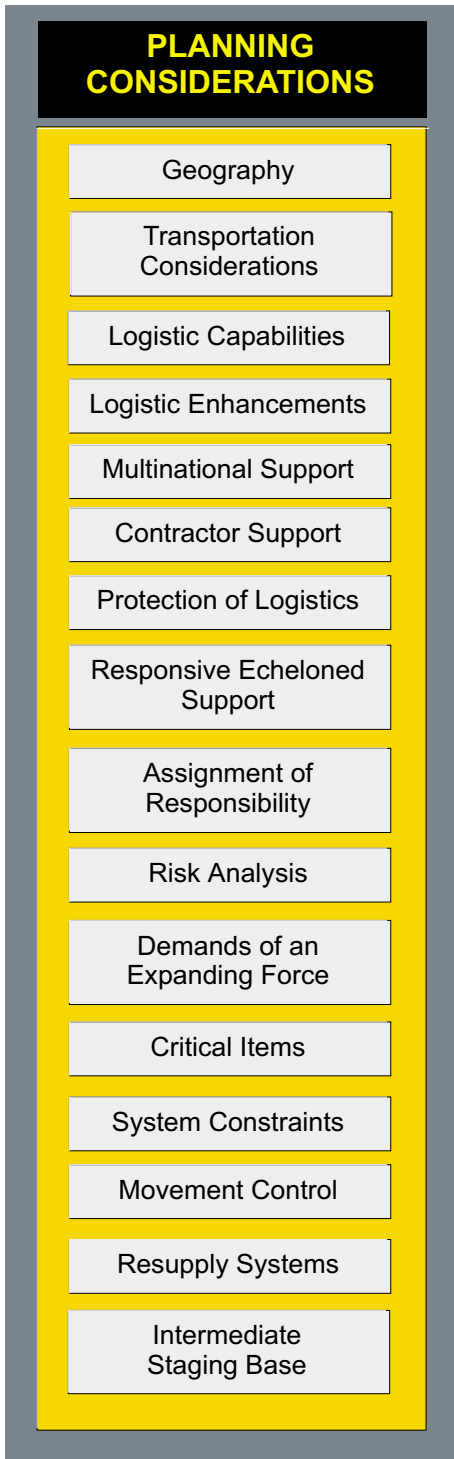 PLANNING
CONSIDERATIONS
Geography
Transportation
Considerations
Logistic Capabilities
Logistic Enhancements
Multinational Support
Contractor Support
Protection of Logistics
Responsive Echeloned
Support
Assignment of
Responsibility
Risk Analysis
Demands of an
Expanding Force
Critical Items
System Constraints
Movement Control
Resupply Systems
Intermediate
Staging Base